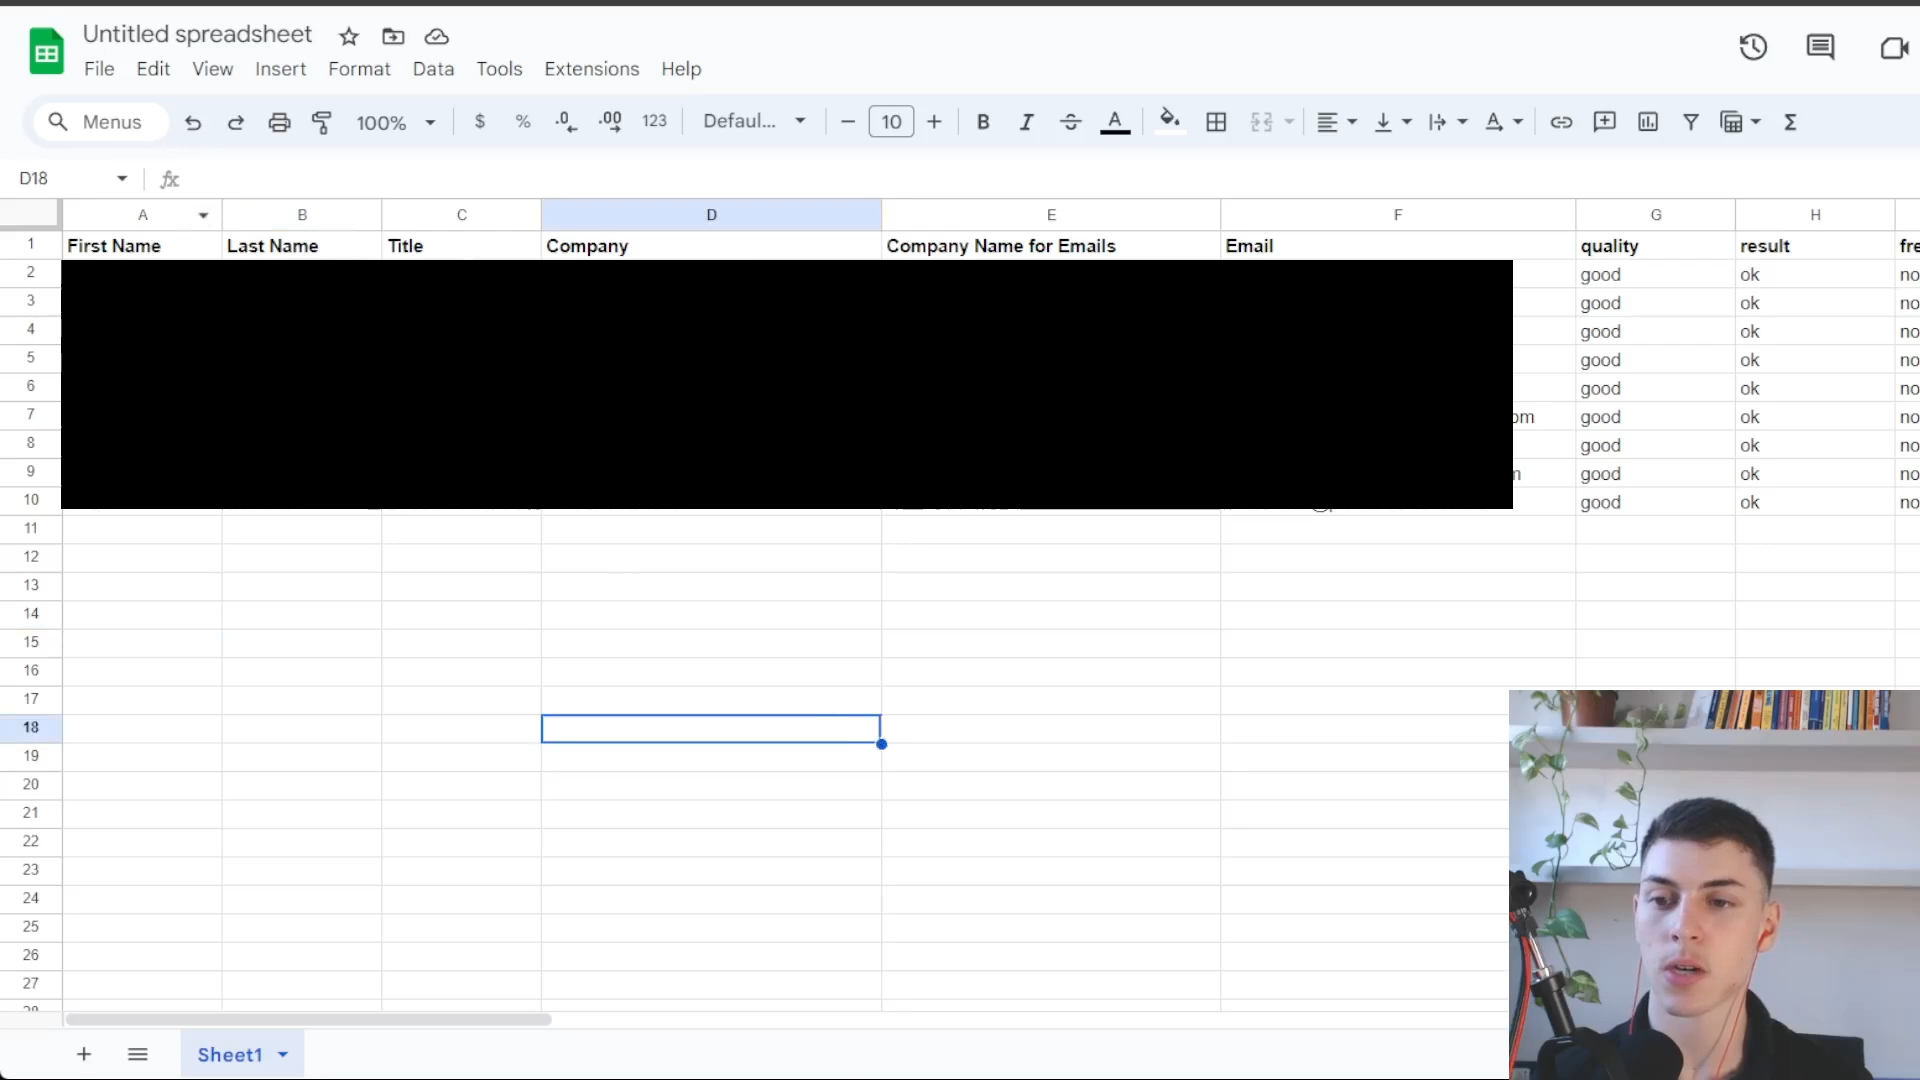 Untitled spreadsheet
File Edit View Insert Format Data Tools Extensions Help
Menus 100% $ % .0 .00 123 Defaul... − 10 + B I A Σ
D18 fx
A B C D E F G H
1 First Name Last Name Title Company Company Name for Emails Email quality result fre
2 good ok no
3 good ok no
4 good ok no
5 good ok no
6 good ok no
7 om good ok no
8 good ok no
9 good ok no
10 good ok no
11
12
13
14
15
16
17
18
19
20
21
22
23
24
25
26
27
28
+ Sheet1